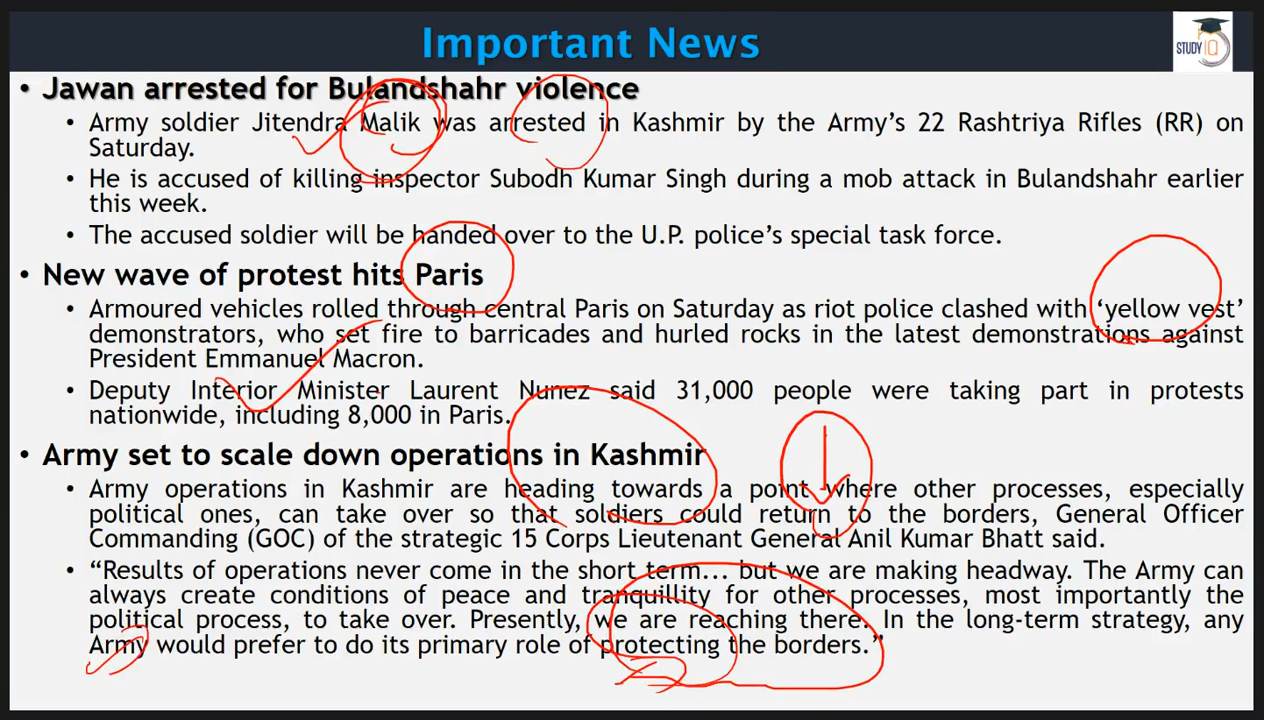 Important News
STUDY IQ
• Jawan arrested for Bulandshahr violence
• Army soldier Jitendra Malik was arrested in Kashmir by the Army’s 22 Rashtriya Rifles (RR) on
Saturday.
• He is accused of killing inspector Subodh Kumar Singh during a mob attack in Bulandshahr earlier
this week.
• The accused soldier will be handed over to the U.P. police’s special task force.
• New wave of protest hits Paris
• Armoured vehicles rolled through central Paris on Saturday as riot police clashed with ‘yellow vest’
demonstrators, who set fire to barricades and hurled rocks in the latest demonstrations against
President Emmanuel Macron.
• Deputy Interior Minister Laurent Nunez said 31,000 people were taking part in protests
nationwide, including 8,000 in Paris.
• Army set to scale down operations in Kashmir
• Army operations in Kashmir are heading towards a point where other processes, especially
political ones, can take over so that soldiers could return to the borders, General Officer
Commanding (GOC) of the strategic 15 Corps Lieutenant General Anil Kumar Bhatt said.
• “Results of operations never come in the short term... but we are making headway. The Army can
always create conditions of peace and tranquillity for other processes, most importantly the
political process, to take over. Presently, we are reaching there. In the long-term strategy, any
Army would prefer to do its primary role of protecting the borders.”